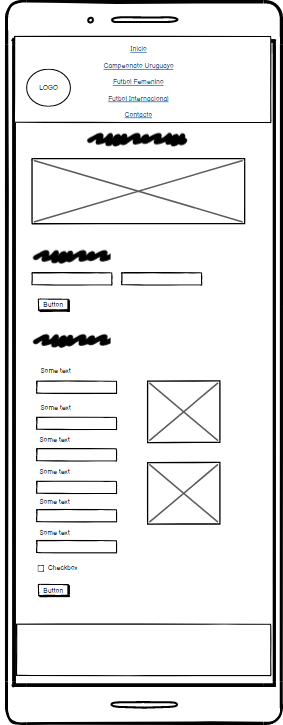 Inicio
Campeonato Uruguayo
Futbol Femenino
LOGO
Futbol Internacional
Contacto
Button
Some text
Some text
Some text
Some text
Some text
Some text
Checkbox
Button